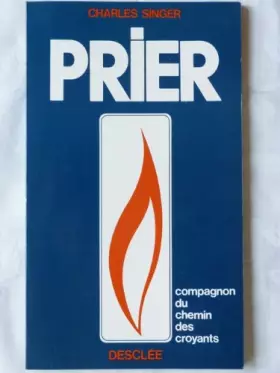 CHARLES SINGER
PRiER
compagnon
du
chemin
des
croyants
DESCLÉE